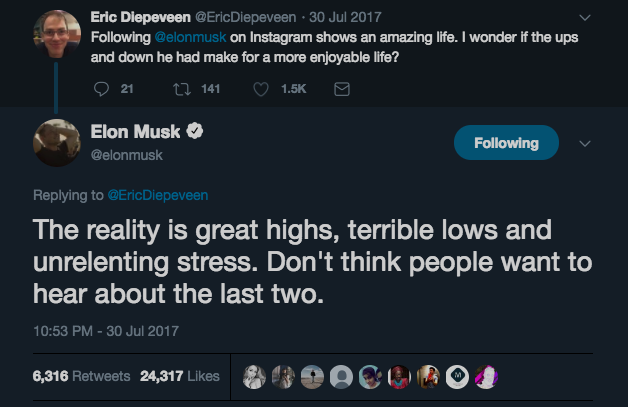 Eric Diepeveen @EricDiepeveen · 30 Jul 2017
Following @elonmusk on Instagram shows an amazing life. I wonder if the ups
and down he had make for a more enjoyable life?
21 141 1.5K
Elon Musk
@elonmusk
Following
Replying to @EricDiepeveen
The reality is great highs, terrible lows and
unrelenting stress. Don't think people want to
hear about the last two.
10:53 PM - 30 Jul 2017
6,316 Retweets 24,317 Likes